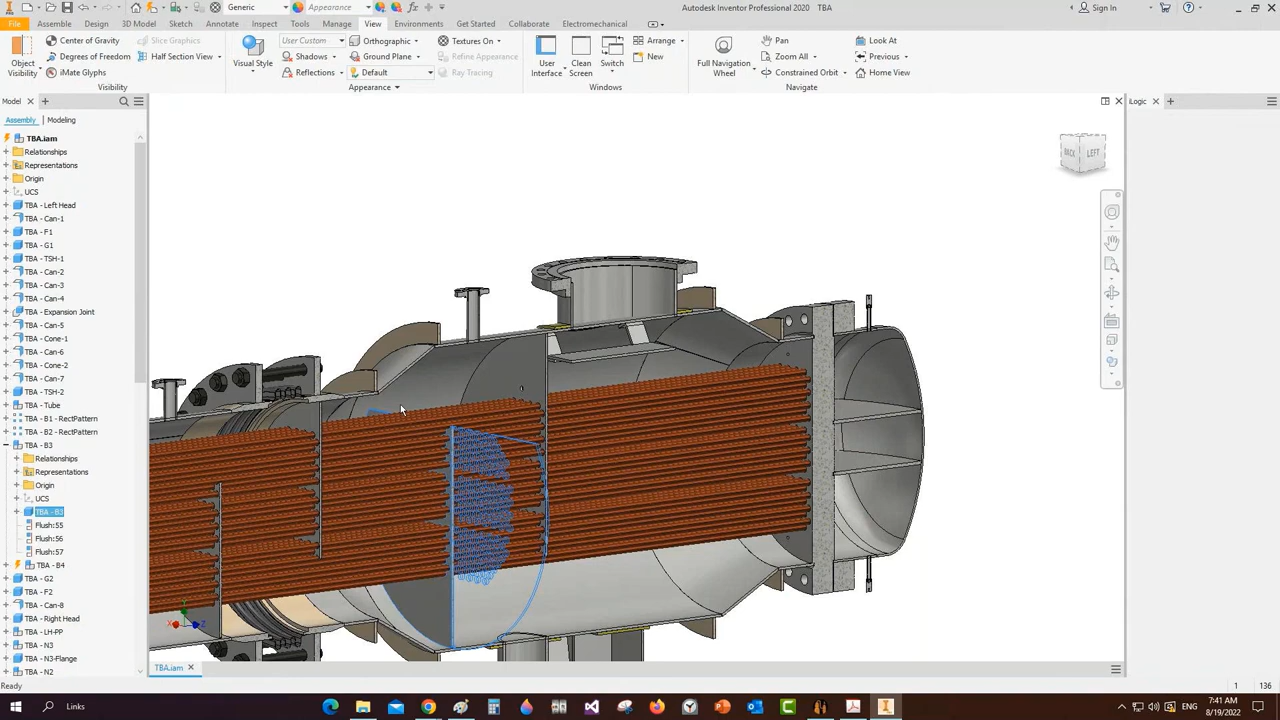 Generic
Appearance
Autodesk Inventor Professional 2020 TBA
Sign In
File Assembly Design 3D Model Sketch Annotate Inspect Tools Manage View Environments Get Started Collaborate Electromechanical
Object Visibility
Center of Gravity
Degrees of Freedom
iMate Glyphs
Slice Graphics
Half Section View
Visibility
Visual Style
User Custom
Shadows
Reflections
Orthographic
Ground Plane
Default
Textures On
Refine Appearance
Ray Tracing
Appearance
User Interface
Clean Screen
Switch
Arrange
New
Windows
Full Navigation Wheel
Pan
Zoom All
Constrained Orbit
Look At
Previous
Home View
Navigate
Model
Assembly Modeling
TBA.iam
Relationships
Representations
Origin
UCS
TBA - Left Head
TBA - Can-1
TBA - F1
TBA - G1
TBA - TSH-1
TBA - Can-2
TBA - Can-3
TBA - Can-4
TBA - Expansion Joint
TBA - Can-5
TBA - Cone-1
TBA - Can-6
TBA - Cone-2
TBA - Can-7
TBA - TSH-2
TBA - Tube
TBA - B1 - RectPattern
TBA - B2 - RectPattern
TBA - B3
Relationships
Representations
Origin
UCS
TBA - B3
Flush:55
Flush:56
Flush:57
TBA - B4
TBA - G2
TBA - F2
TBA - Can-8
TBA - Right Head
TBA - LH-PP
TBA - N3
TBA - N3-Flange
TBA - N2
iLogic
BACK LEFT
X Z
TBA.iam
Ready
1 136
Links
7:41 AM
8/19/2022